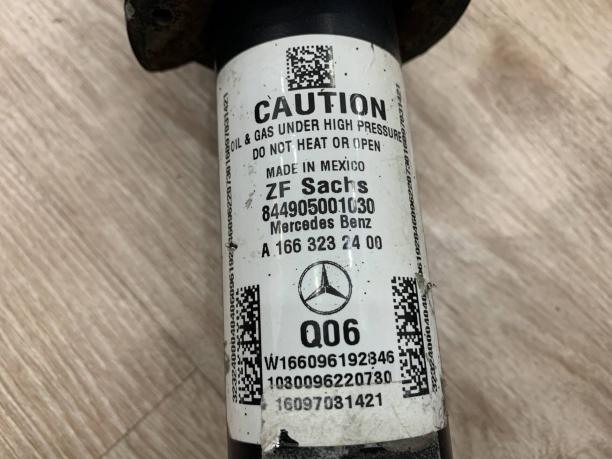 CAUTION
OIL & GAS UNDER HIGH PRESSURE
DO NOT HEAT OR OPEN
MADE IN MEXICO
ZF Sachs
844905001030
Mercedes Benz
A 166 323 24 00
Q06
W166096192846
1030096220730
16097031421